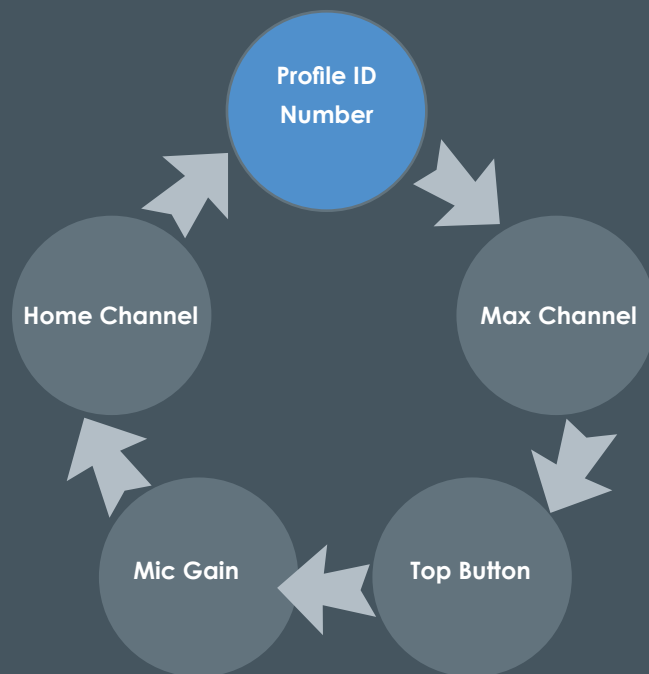 Profile ID
Number
Home Channel
Max Channel
Mic Gain
Top Button